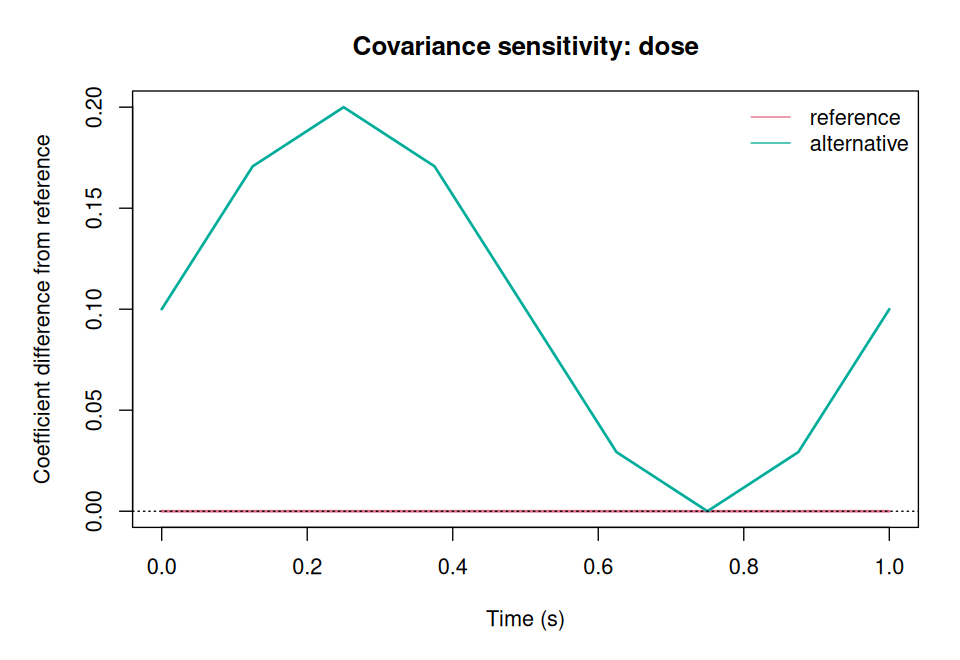 Covariance sensitivity: dose
reference
alternative
Coefficient difference from reference
0.20
0.15
0.10
0.05
0.00
0.0 0.2 0.4 0.6 0.8 1.0
Time (s)